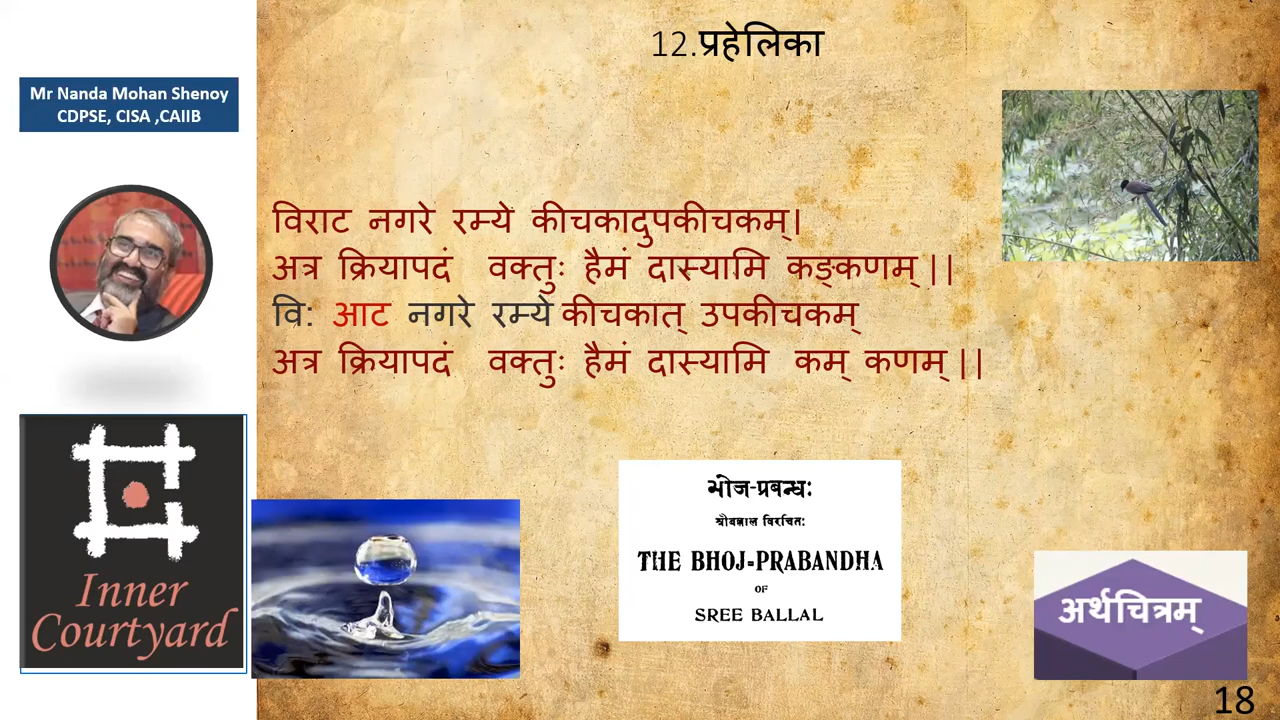 12.प्रहेलिका
Mr Nanda Mohan Shenoy
CDPSE, CISA ,CAIIB
विराट नगरे रम्ये कीचकादुपकीचकम्।
अत्र क्रियापदं वक्तुः हैमं दास्यामि कङ्कणम्||
वि: आट नगरे रम्ये कीचकात् उपकीचकम्
अत्र क्रियापदं वक्तुः हैमं दास्यामि कम् कणम्||
Inner
Courtyard
भोज-प्रबन्धः
श्रीबल्लाल विरचितः
THE BHOJ-PRABANDHA
OF
SREE BALLAL
अर्थचित्रम्
18